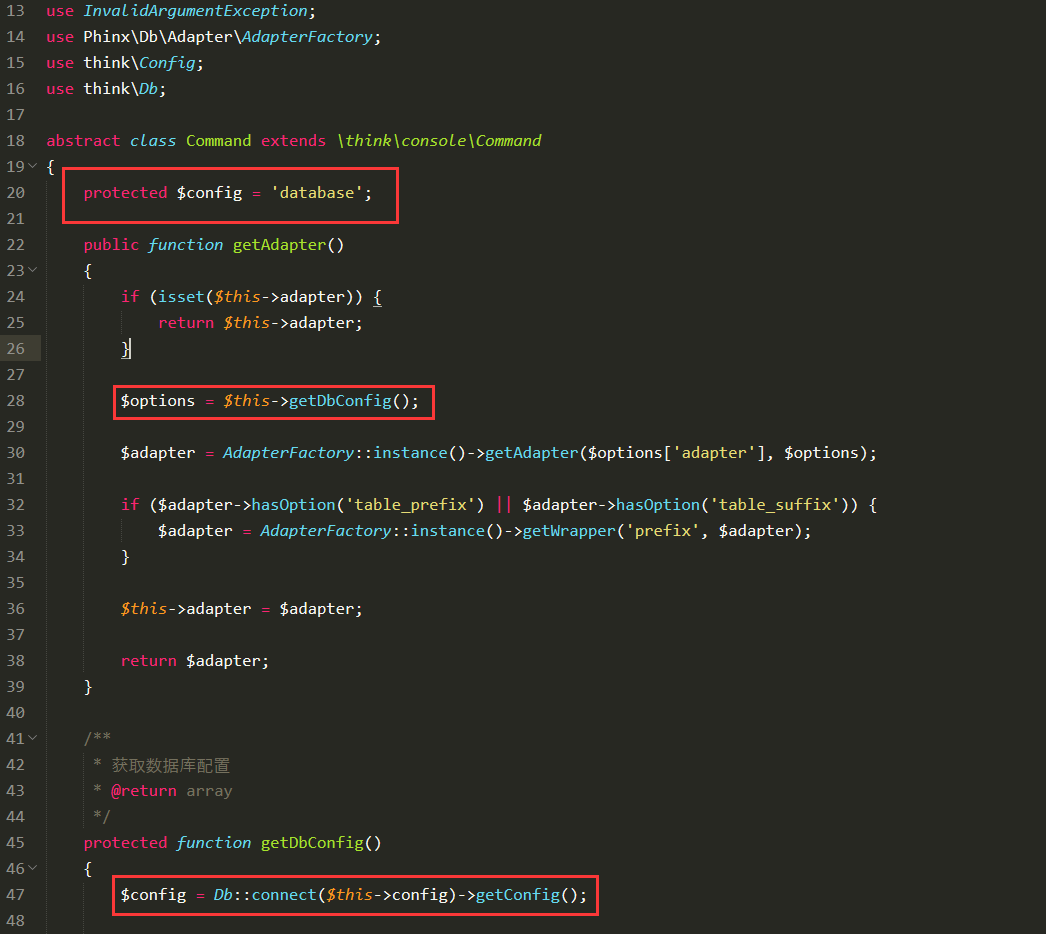 13 use InvalidArgumentException;
14 use Phinx\Db\Adapter\AdapterFactory;
15 use think\Config;
16 use think\Db;
17
18 abstract class Command extends \think\console\Command
19 {
20     protected $config = 'database';
21
22     public function getAdapter()
23     {
24         if (isset($this->adapter)) {
25             return $this->adapter;
26         }
27
28         $options = $this->getDbConfig();
29
30         $adapter = AdapterFactory::instance()->getAdapter($options['adapter'], $options);
31
32         if ($adapter->hasOption('table_prefix') || $adapter->hasOption('table_suffix')) {
33             $adapter = AdapterFactory::instance()->getWrapper('prefix', $adapter);
34         }
35
36         $this->adapter = $adapter;
37
38         return $adapter;
39     }
40
41     /**
42      * 获取数据库配置
43      * @return array
44      */
45     protected function getDbConfig()
46     {
47         $config = Db::connect($this->config)->getConfig();
48